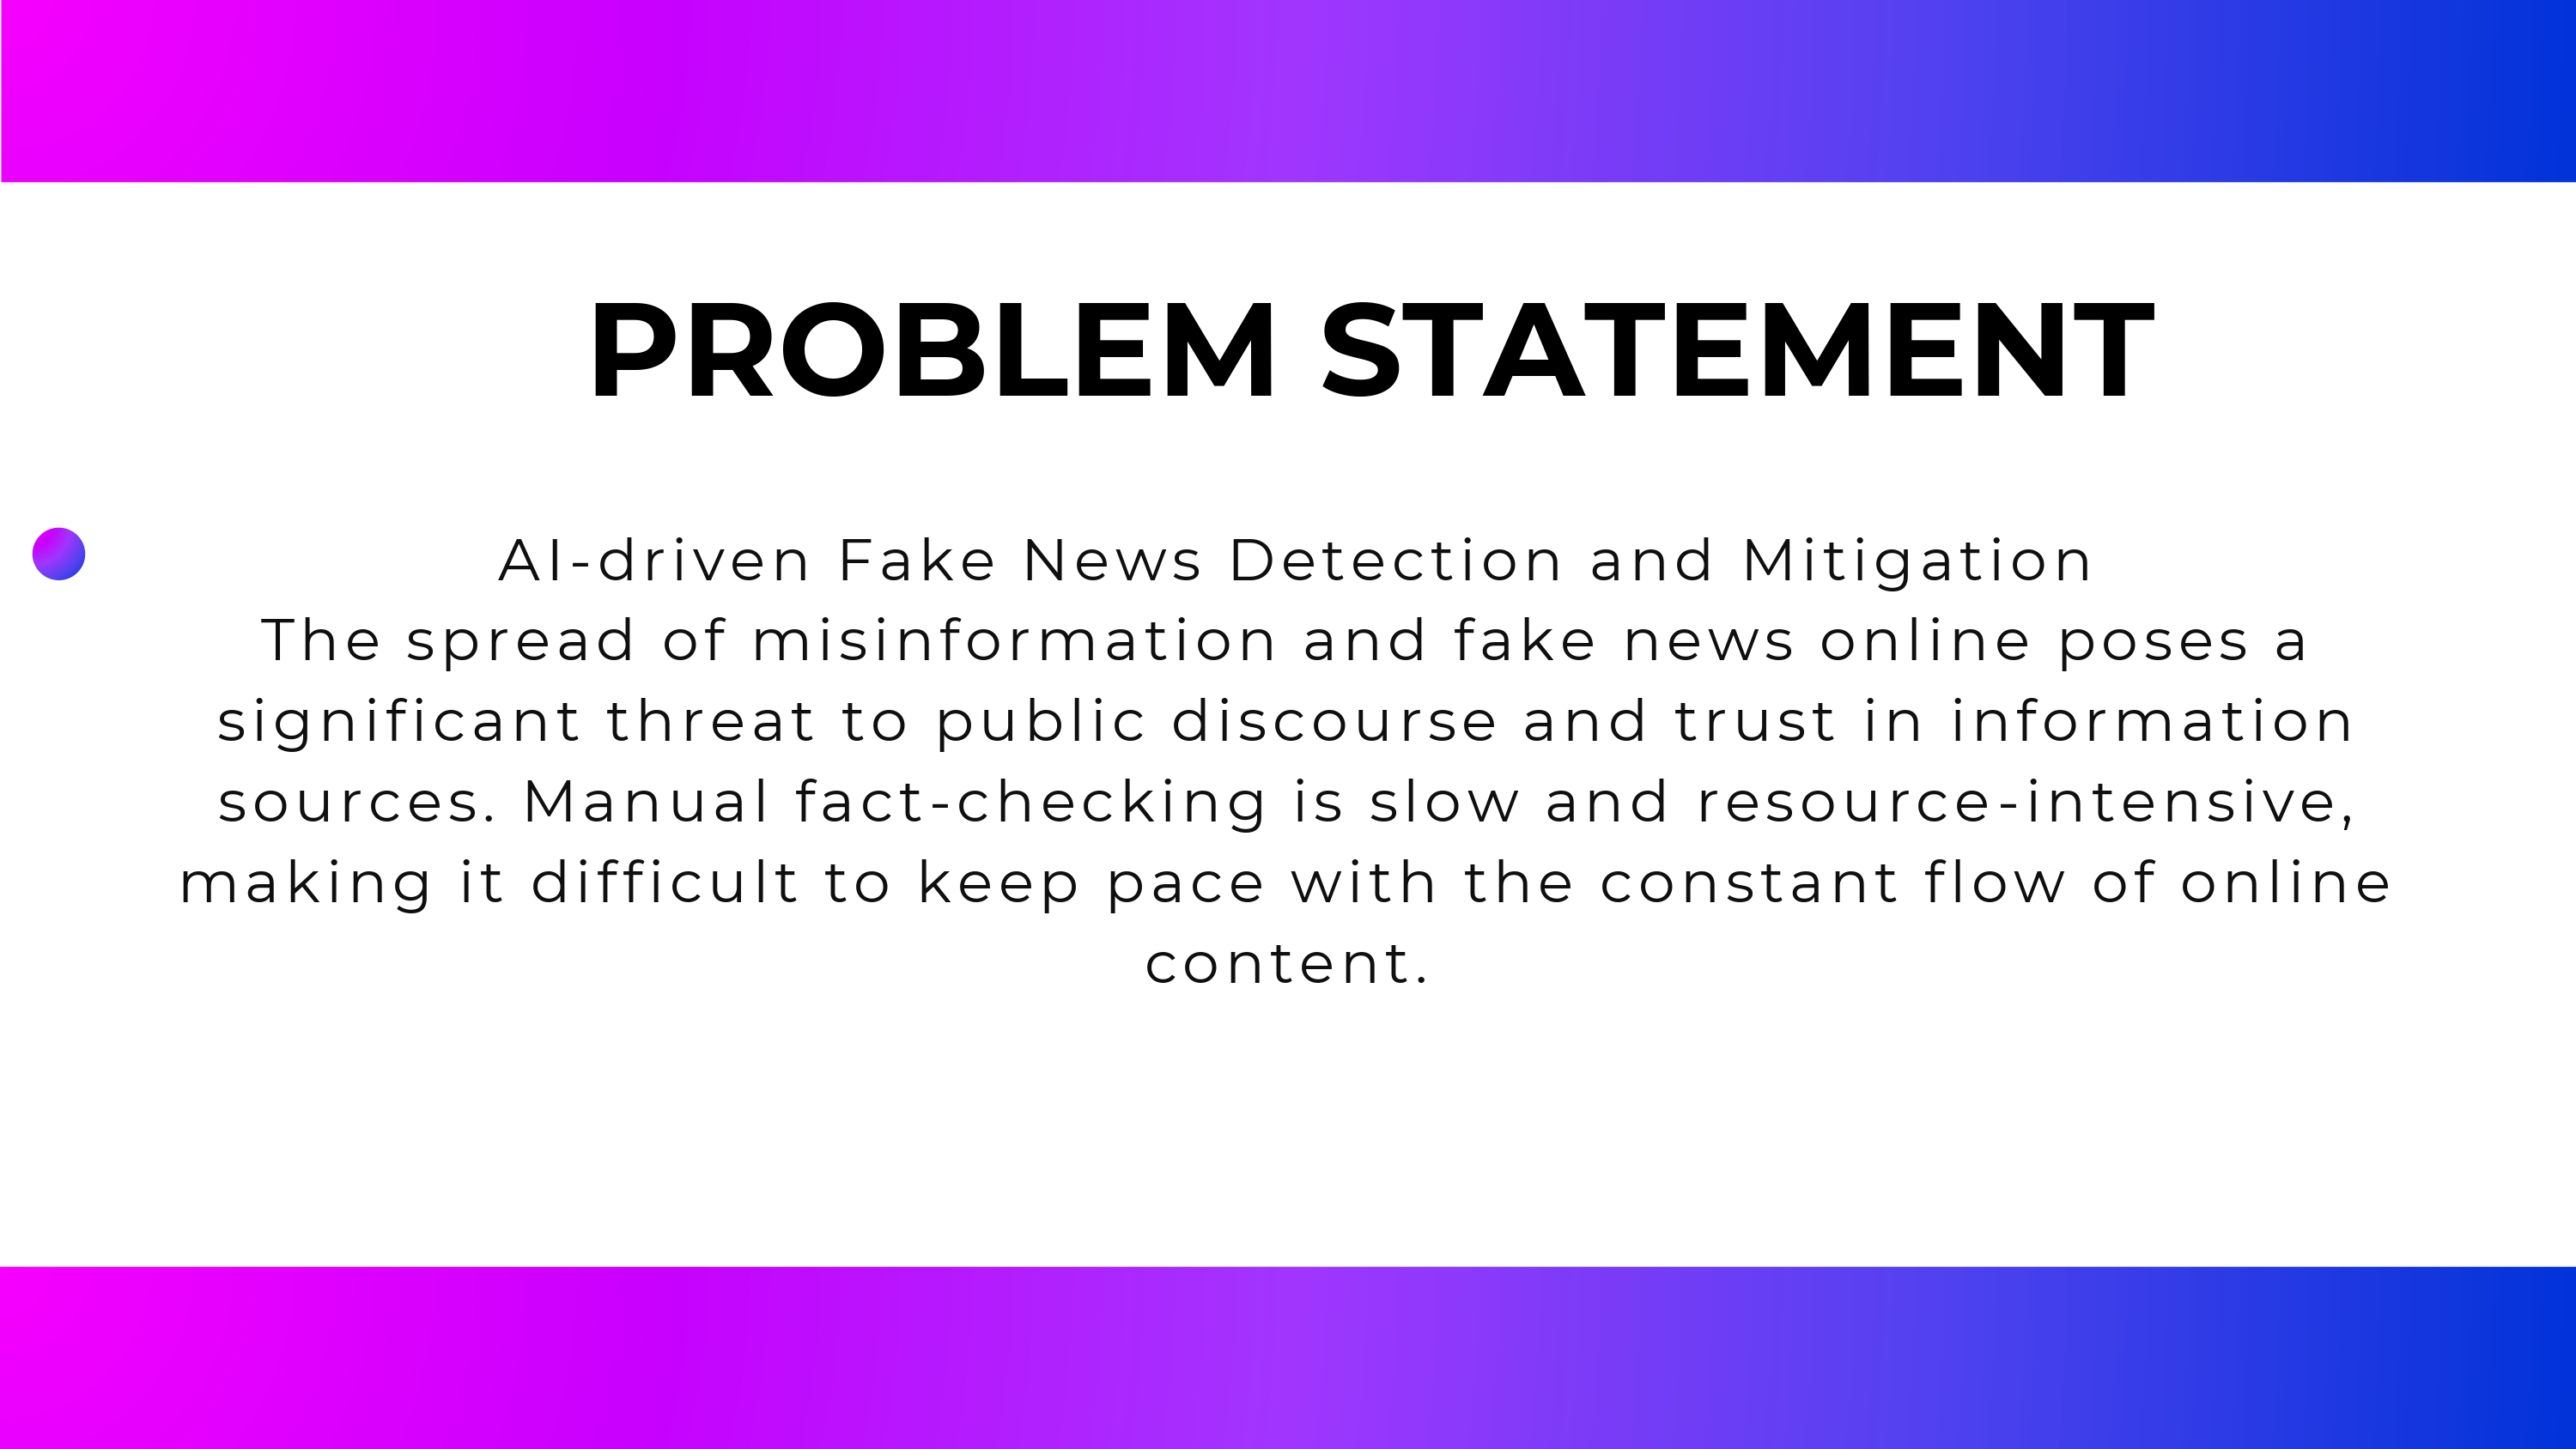 PROBLEM STATEMENT
AI-driven Fake News Detection and Mitigation
The spread of misinformation and fake news online poses a
significant threat to public discourse and trust in information
sources. Manual fact-checking is slow and resource-intensive,
making it difficult to keep pace with the constant flow of online
content.